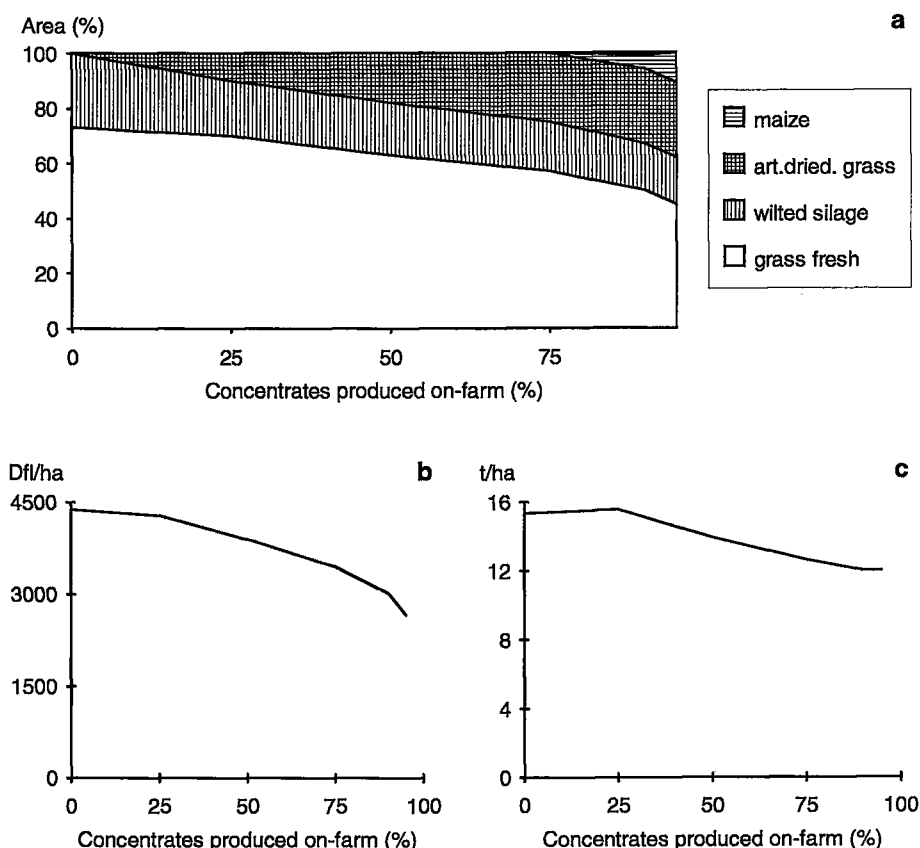 Area (%)
a
100
80
60
40
20
0
0 25 50 75
Concentrates produced on-farm (%)
maize
art.dried. grass
wilted silage
grass fresh
Dfl/ha
b
4500
3000
1500
0
0 25 50 75 100
Concentrates produced on-farm (%)
t/ha
c
16
12
8
4
0
0 25 50 75 100
Concentrates produced on-farm (%)